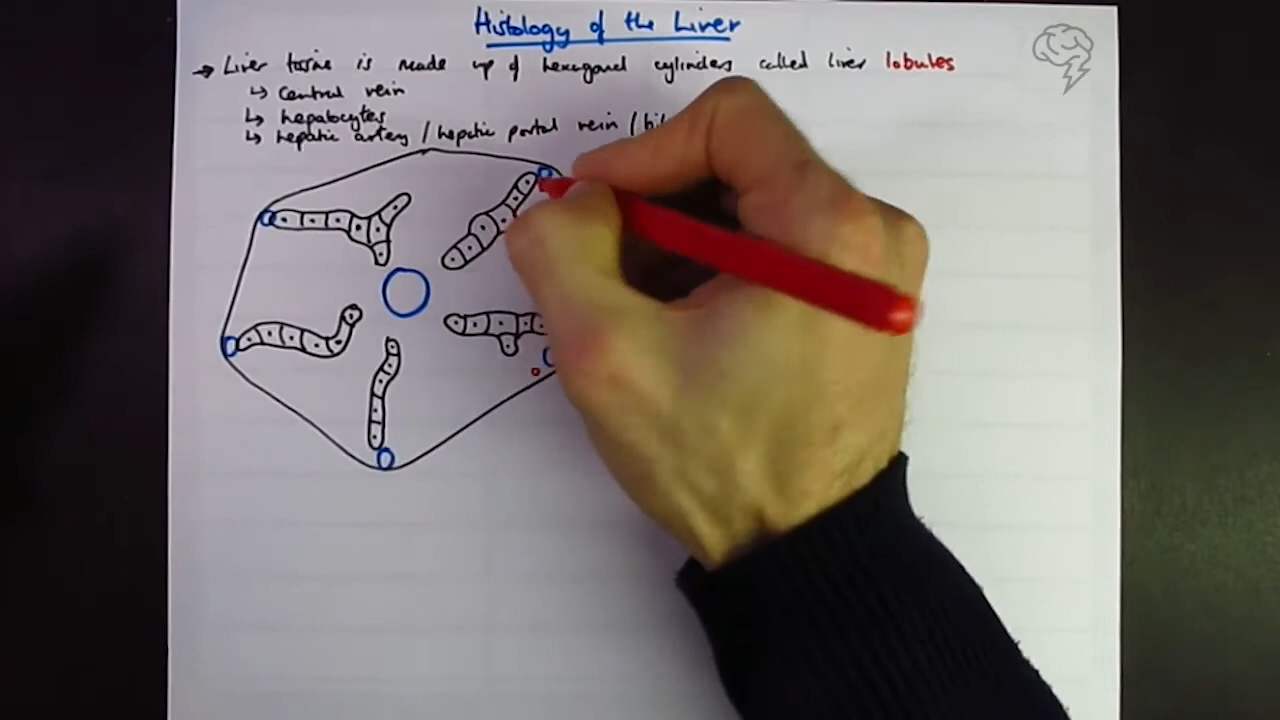 Histology of the Liver
→ Liver tissue is made up of hexagonal cylinders called liver lobules
↳ Central vein
↳ hepatocytes
↳ hepatic artery / hepatic portal vein /